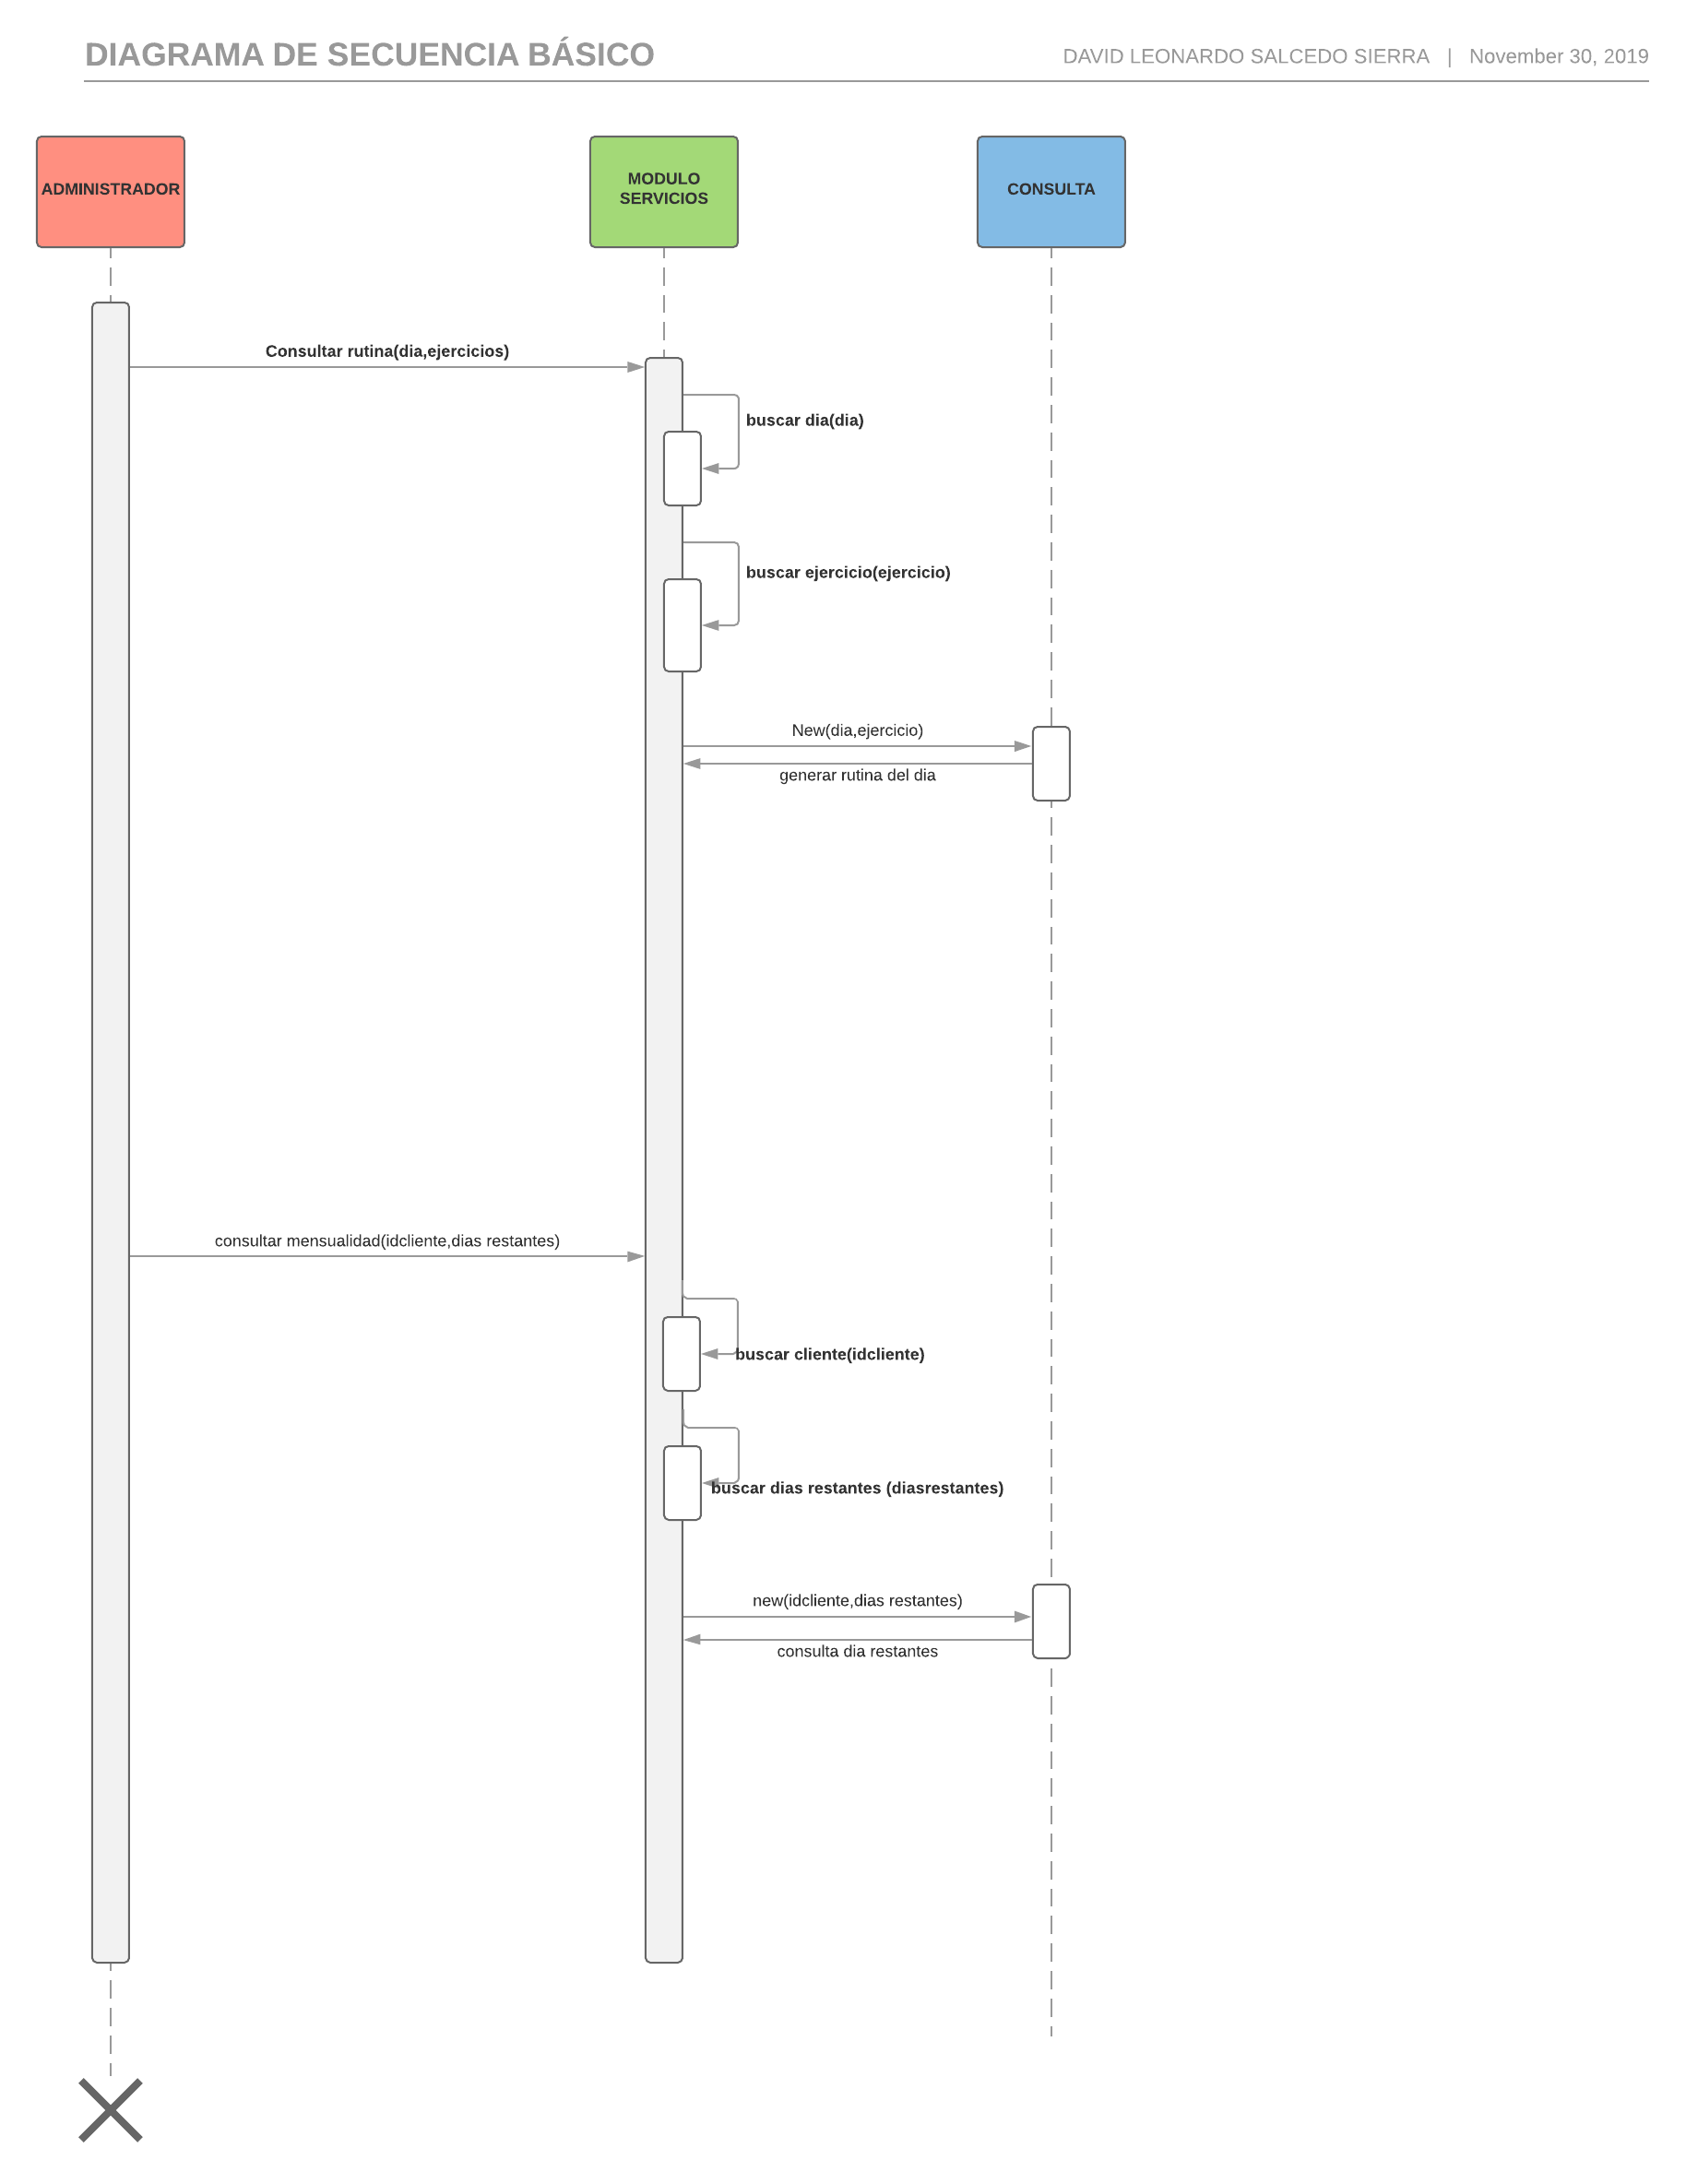 DIAGRAMA DE SECUENCIA BÁSICO
DAVID LEONARDO SALCEDO SIERRA | November 30, 2019
ADMINISTRADOR
MODULO
SERVICIOS
CONSULTA
Consultar rutina(dia,ejercicios)
buscar dia(dia)
buscar ejercicio(ejercicio)
New(dia,ejercicio)
generar rutina del dia
consultar mensualidad(idcliente,dias restantes)
buscar cliente(idcliente)
buscar dias restantes (diasrestantes)
new(idcliente,dias restantes)
consulta dia restantes